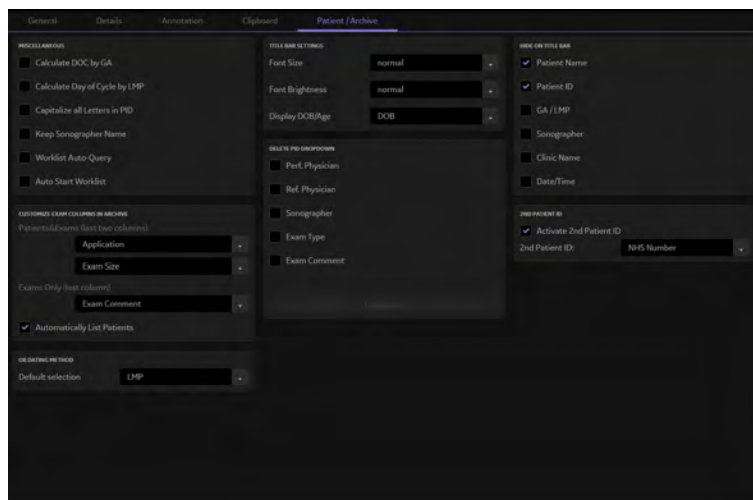 General Details Annotation Clipboard Patient / Archive
MISCELLANEOUS
Calculate DOC by GA
Calculate Day of Cycle by LMP
Capitalize all Letters in PID
Keep Sonographer Name
Worklist Auto-Query
Auto Start Worklist
CUSTOMIZE EXAM COLUMNS IN ARCHIVE
Patients&Exams (last two columns)
Application
Exam Size
Exams Only (last column)
Exam Comment
Automatically List Patients
OB DATING METHOD
Default selection LMP
TITLE BAR SETTINGS
Font Size normal
Font Brightness normal
Display DOB/Age DOB
DELETE PID DROPDOWN
Perf. Physician
Ref. Physician
Sonographer
Exam Type
Exam Comment
HIDE ON TITLE BAR
Patient Name
Patient ID
GA / LMP
Sonographer
Clinic Name
Date/Time
2ND PATIENT ID
Activate 2nd Patient ID
2nd Patient ID: NHS Number